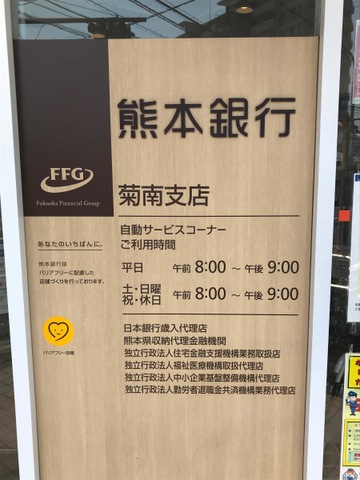 熊本銀行
FFG
Fukuoka Financial Group
菊南支店
自動サービスコーナー
ご利用時間
平日 午前 8:00 ～ 午後 9:00
土・日曜
祝・休日 午前 8:00 ～ 午後 9:00
あなたのいちばんに。
熊本銀行は
バリアフリーに配慮した
店舗づくりを行っております。
バリアフリー店舗
日本銀行歳入代理店
熊本県収納代理金融機関
独立行政法人住宅金融支援機構業務取扱店
独立行政法人福祉医療機構取扱代理店
独立行政法人中小企業基盤整備機構代理店
独立行政法人勤労者退職金共済機構業務代理店